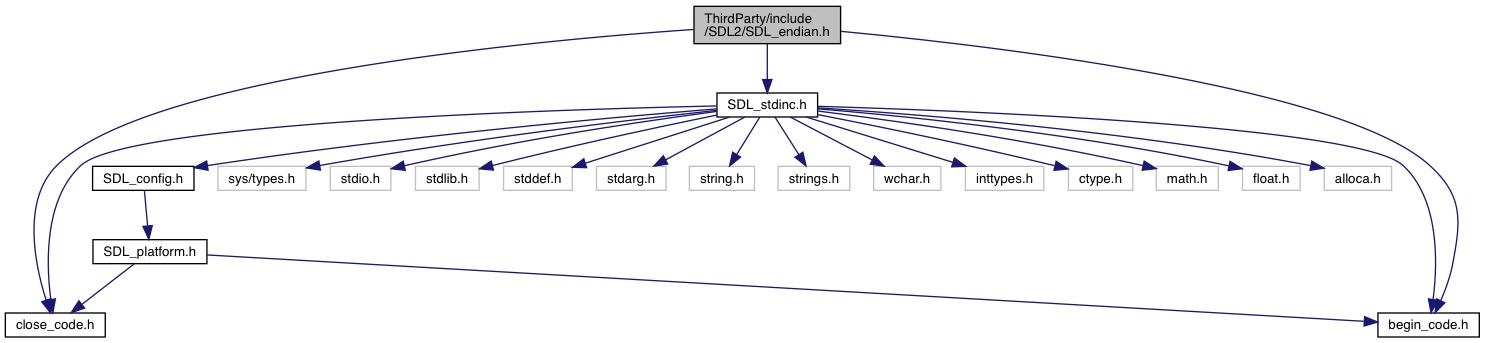 ThirdParty/include
/SDL2/SDL_endian.h
SDL_stdinc.h
SDL_config.h
sys/types.h
stdio.h
stdlib.h
stddef.h
stdarg.h
string.h
strings.h
wchar.h
inttypes.h
ctype.h
math.h
float.h
alloca.h
SDL_platform.h
close_code.h
begin_code.h